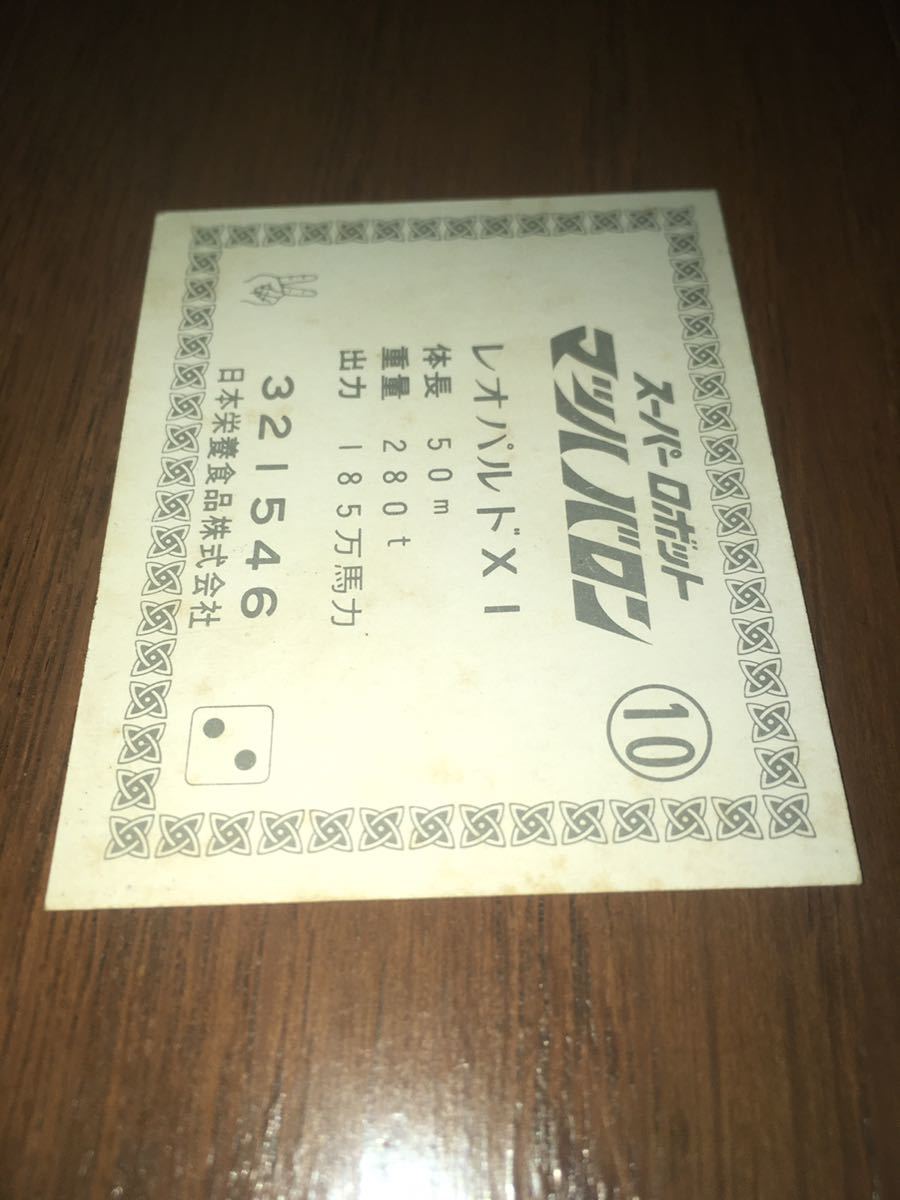 スーパーロボット
マッハバロン
⑩
レオパルドX1
体長 50m
重量 280t
出力 185万馬力
321546
日本栄養食品株式会社